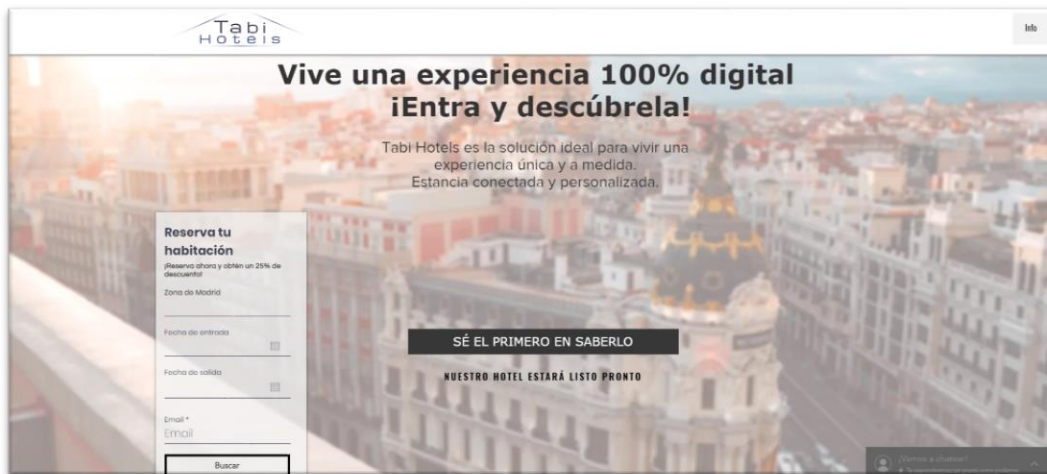 Tabi
Hotels
Info
Vive una experiencia 100% digital
¡Entra y descúbrela!
Tabi Hotels es la solución ideal para vivir una
experiencia única y a medida.
Estancia conectada y personalizada.
Reserva tu
habitación
¡Reserva ahora y obtén un 25% de
descuento!
Zona de Madrid
Fecha de entrada
Fecha de salida
Email *
Email
Buscar
SÉ EL PRIMERO EN SABERLO
NUESTRO HOTEL ESTARÁ LISTO PRONTO
¡Vamos a chatear!